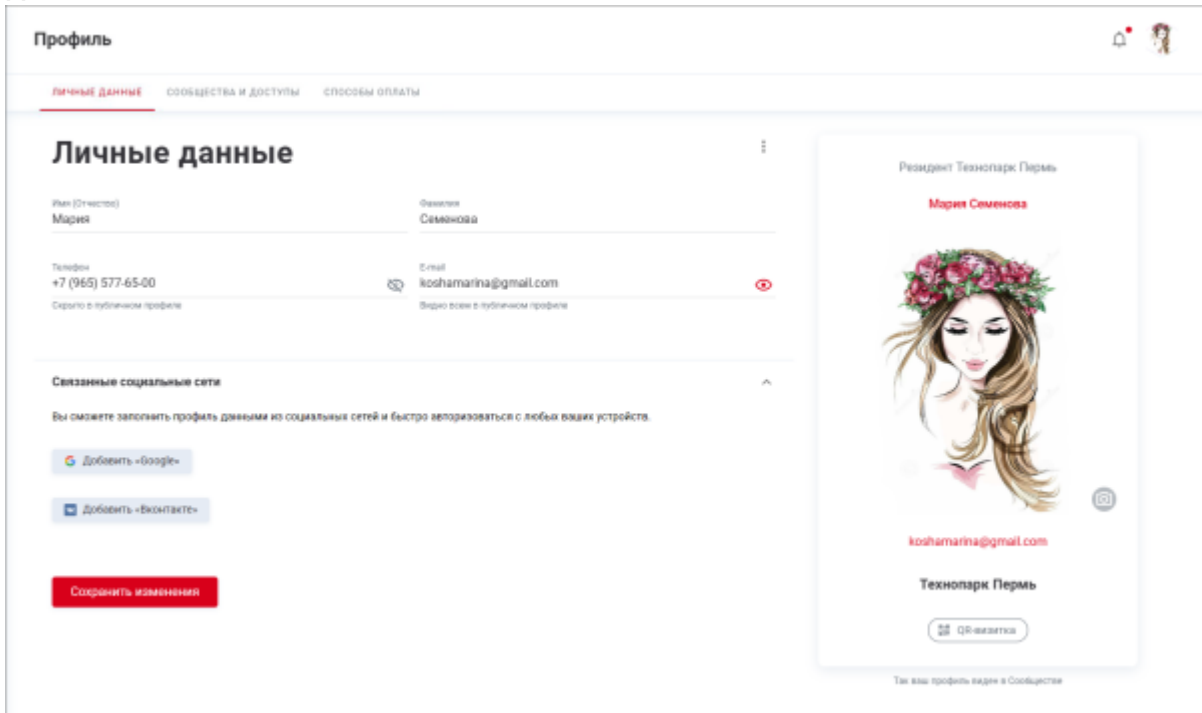 Профиль
ЛИЧНЫЕ ДАННЫЕ СООБЩЕСТВА И ДОСТУПЫ СПОСОБЫ ОПЛАТЫ
Личные данные
Имя (Отчество)
Мария
Фамилия
Семенова
Телефон
+7 (965) 577-65-00
Скрыто в публичном профиле
E-mail
koshamarina@gmail.com
Видно всем в публичном профиле
Связанные социальные сети
Вы сможете заполнить профиль данными из социальных сетей и быстро авторизоваться с любых ваших устройств.
Добавить «Google»
Добавить «Вконтакте»
Сохранить изменения
Резидент Технопарк Пермь
Мария Семенова
koshamarina@gmail.com
Технопарк Пермь
QR-визитка
Так ваш профиль виден в Сообществе